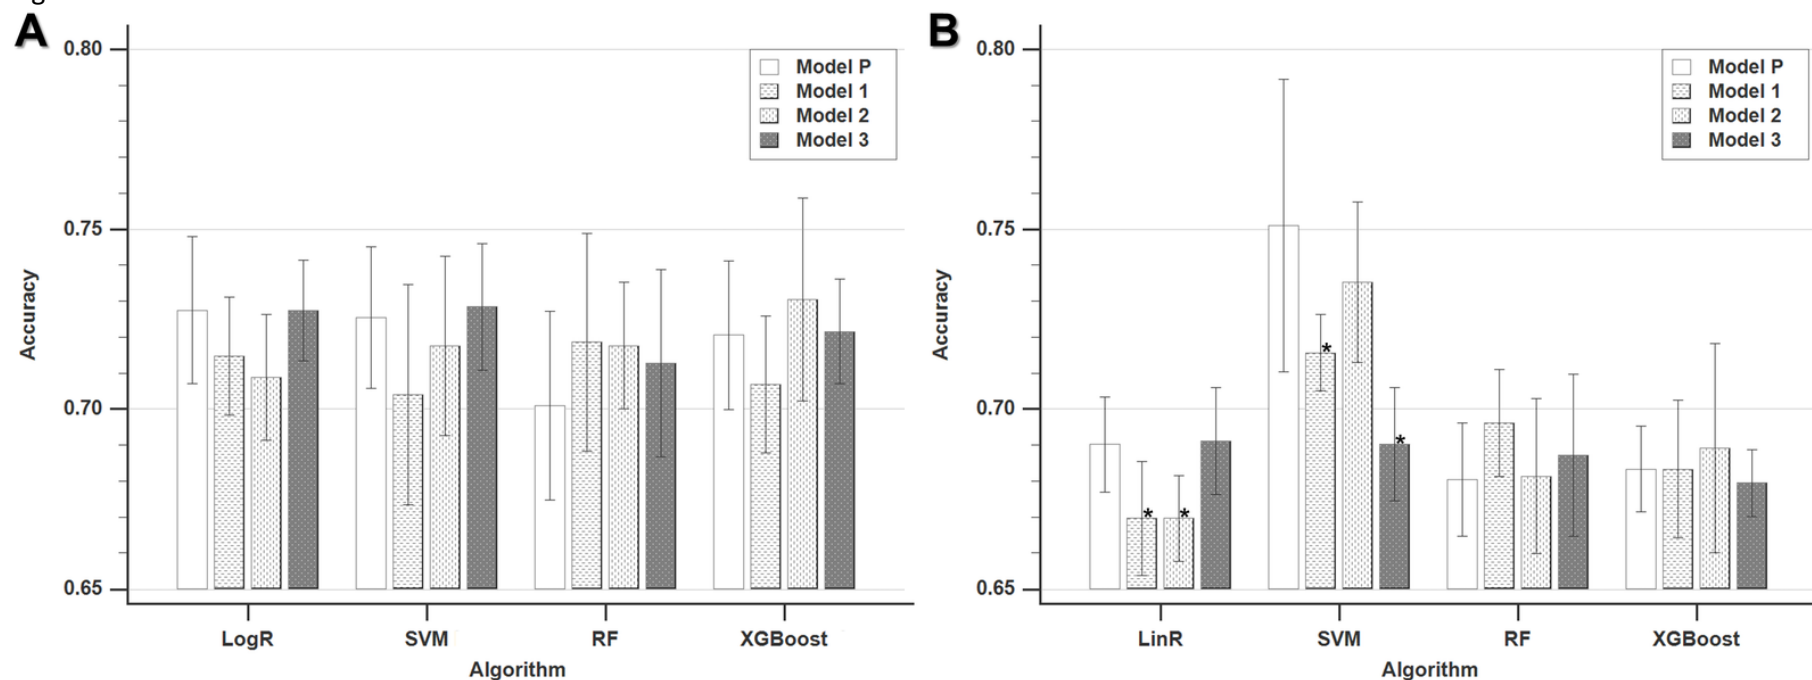 A
0.80
0.75
0.70
0.65
Accuracy
Model P
Model 1
Model 2
Model 3
LogR
SVM
RF
XGBoost
Algorithm
B
0.80
0.75
0.70
0.65
Accuracy
Model P
Model 1
Model 2
Model 3
*
*
*
*
LinR
SVM
RF
XGBoost
Algorithm